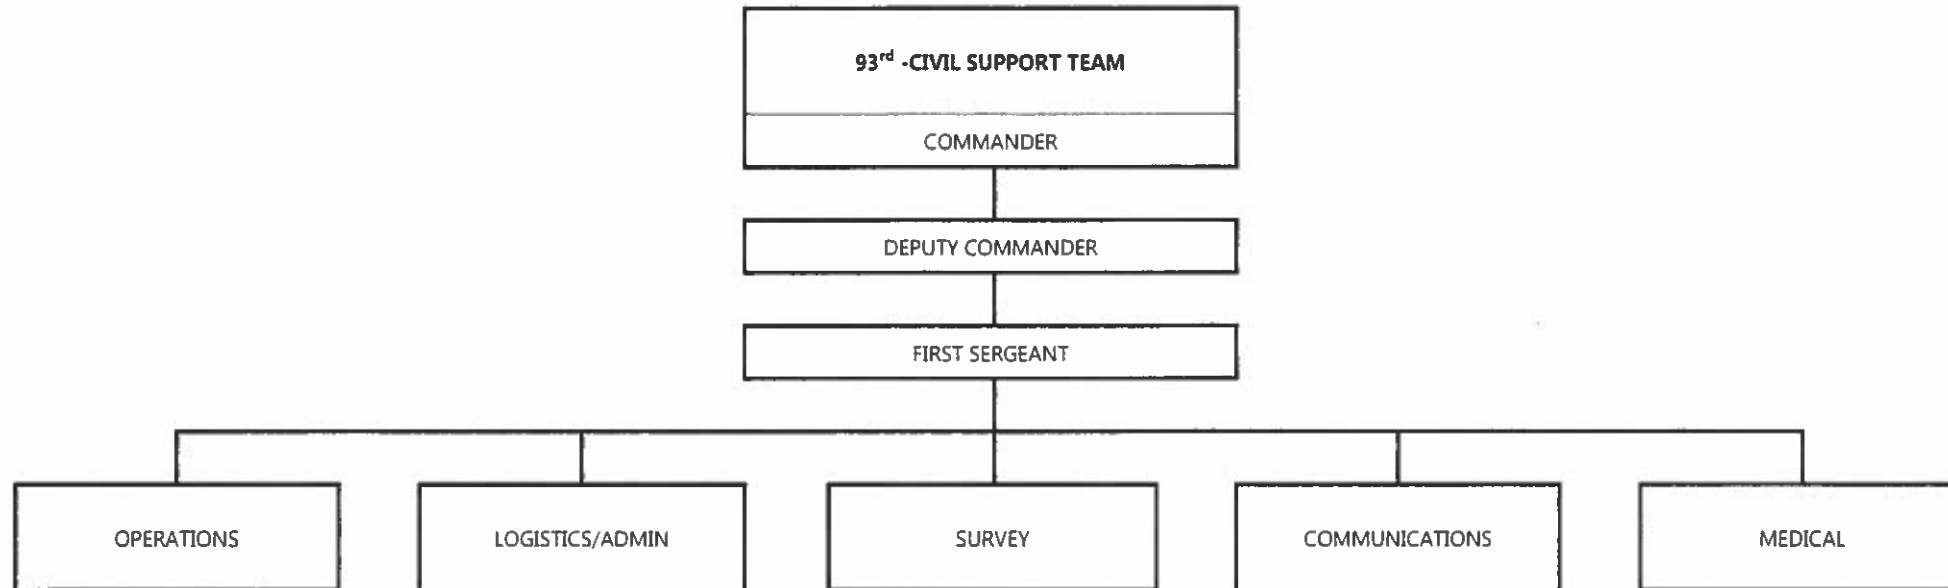 93rd -CIVIL SUPPORT TEAM
COMMANDER
DEPUTY COMMANDER
FIRST SERGEANT
OPERATIONS
LOGISTICS/ADMIN
SURVEY
COMMUNICATIONS
MEDICAL